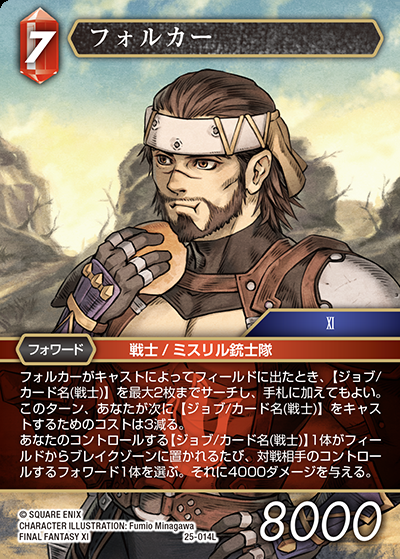 7
フォルカー
XI
フォワード
戦士 / ミスリル銃士隊
フォルカーがキャストによってフィールドに出たとき、【ジョブ/
カード名(戦士)】を最大2枚までサーチし、手札に加えてもよい。
このターン、あなたが次に【ジョブ/カード名(戦士)】をキャス
トするためのコストは3減る。
あなたのコントロールする【ジョブ/カード名(戦士)】1体がフィー
ルドからブレイクゾーンに置かれるたび、対戦相手のコントロー
ルするフォワード1体を選ぶ。それに4000ダメージを与える。
© SQUARE ENIX
CHARACTER ILLUSTRATION: Fumio Minagawa
FINAL FANTASY XI
25-014L
8000